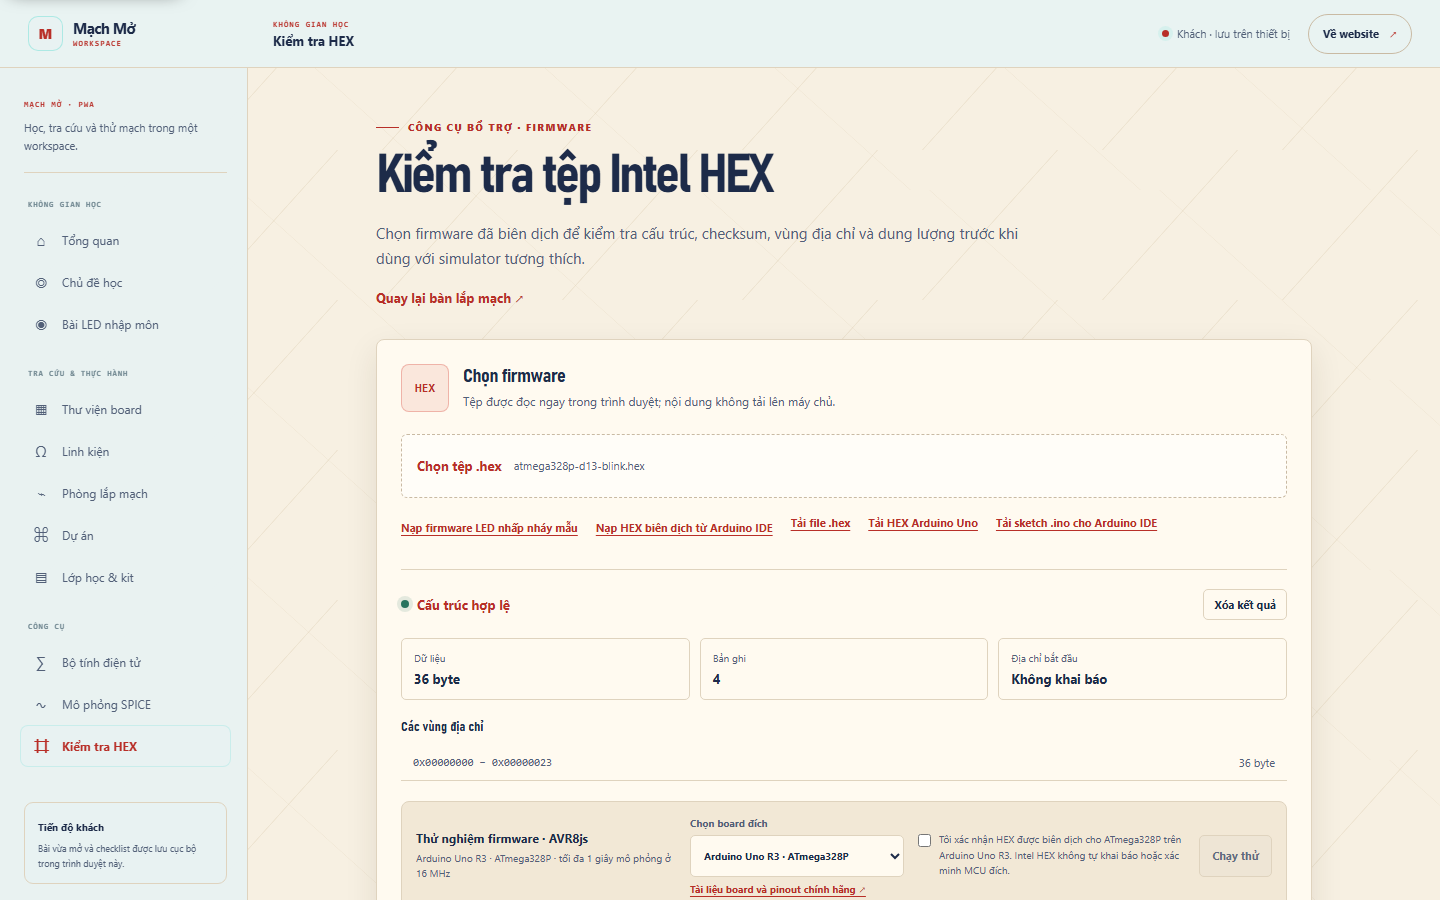 M
Mạch Mở
WORKSPACE
KHÔNG GIAN HỌC
Kiểm tra HEX
Khách · lưu trên thiết bị
Về website ↗
MẠCH MỞ · PWA
Học, tra cứu và thử mạch trong một
workspace.
KHÔNG GIAN HỌC
Tổng quan
Chủ đề học
Bài LED nhập môn
TRA CỨU & THỰC HÀNH
Thư viện board
Ω Linh kiện
Phòng lắp mạch
⌘ Dự án
Lớp học & kit
CÔNG CỤ
∑ Bộ tính điện tử
∿ Mô phỏng SPICE
Kiểm tra HEX
Tiến độ khách
Bài vừa mở và checklist được lưu cục bộ
trong trình duyệt này.
CÔNG CỤ BỔ TRỢ · FIRMWARE
Kiểm tra tệp Intel HEX
Chọn firmware đã biên dịch để kiểm tra cấu trúc, checksum, vùng địa chỉ và dung lượng trước khi
dùng với simulator tương thích.
Quay lại bàn lắp mạch ↗
HEX
Chọn firmware
Tệp được đọc ngay trong trình duyệt; nội dung không tải lên máy chủ.
Chọn tệp .hex atmega328p-d13-blink.hex
Nạp firmware LED nhấp nháy mẫu Nạp HEX biên dịch từ Arduino IDE Tải file .hex Tải HEX Arduino Uno Tải sketch .ino cho Arduino IDE
Cấu trúc hợp lệ
Xóa kết quả
Dữ liệu
36 byte
Bản ghi
4
Địa chỉ bắt đầu
Không khai báo
Các vùng địa chỉ
0x00000000 – 0x00000023 36 byte
Thử nghiệm firmware · AVR8js
Arduino Uno R3 · ATmega328P · tối đa 1 giây mô phỏng ở
16 MHz
Chọn board đích
Arduino Uno R3 · ATmega328P
Tài liệu board và pinout chính hãng ↗
Tôi xác nhận HEX được biên dịch cho ATmega328P trên
Arduino Uno R3. Intel HEX không tự khai báo hoặc xác
minh MCU đích.
Chạy thử